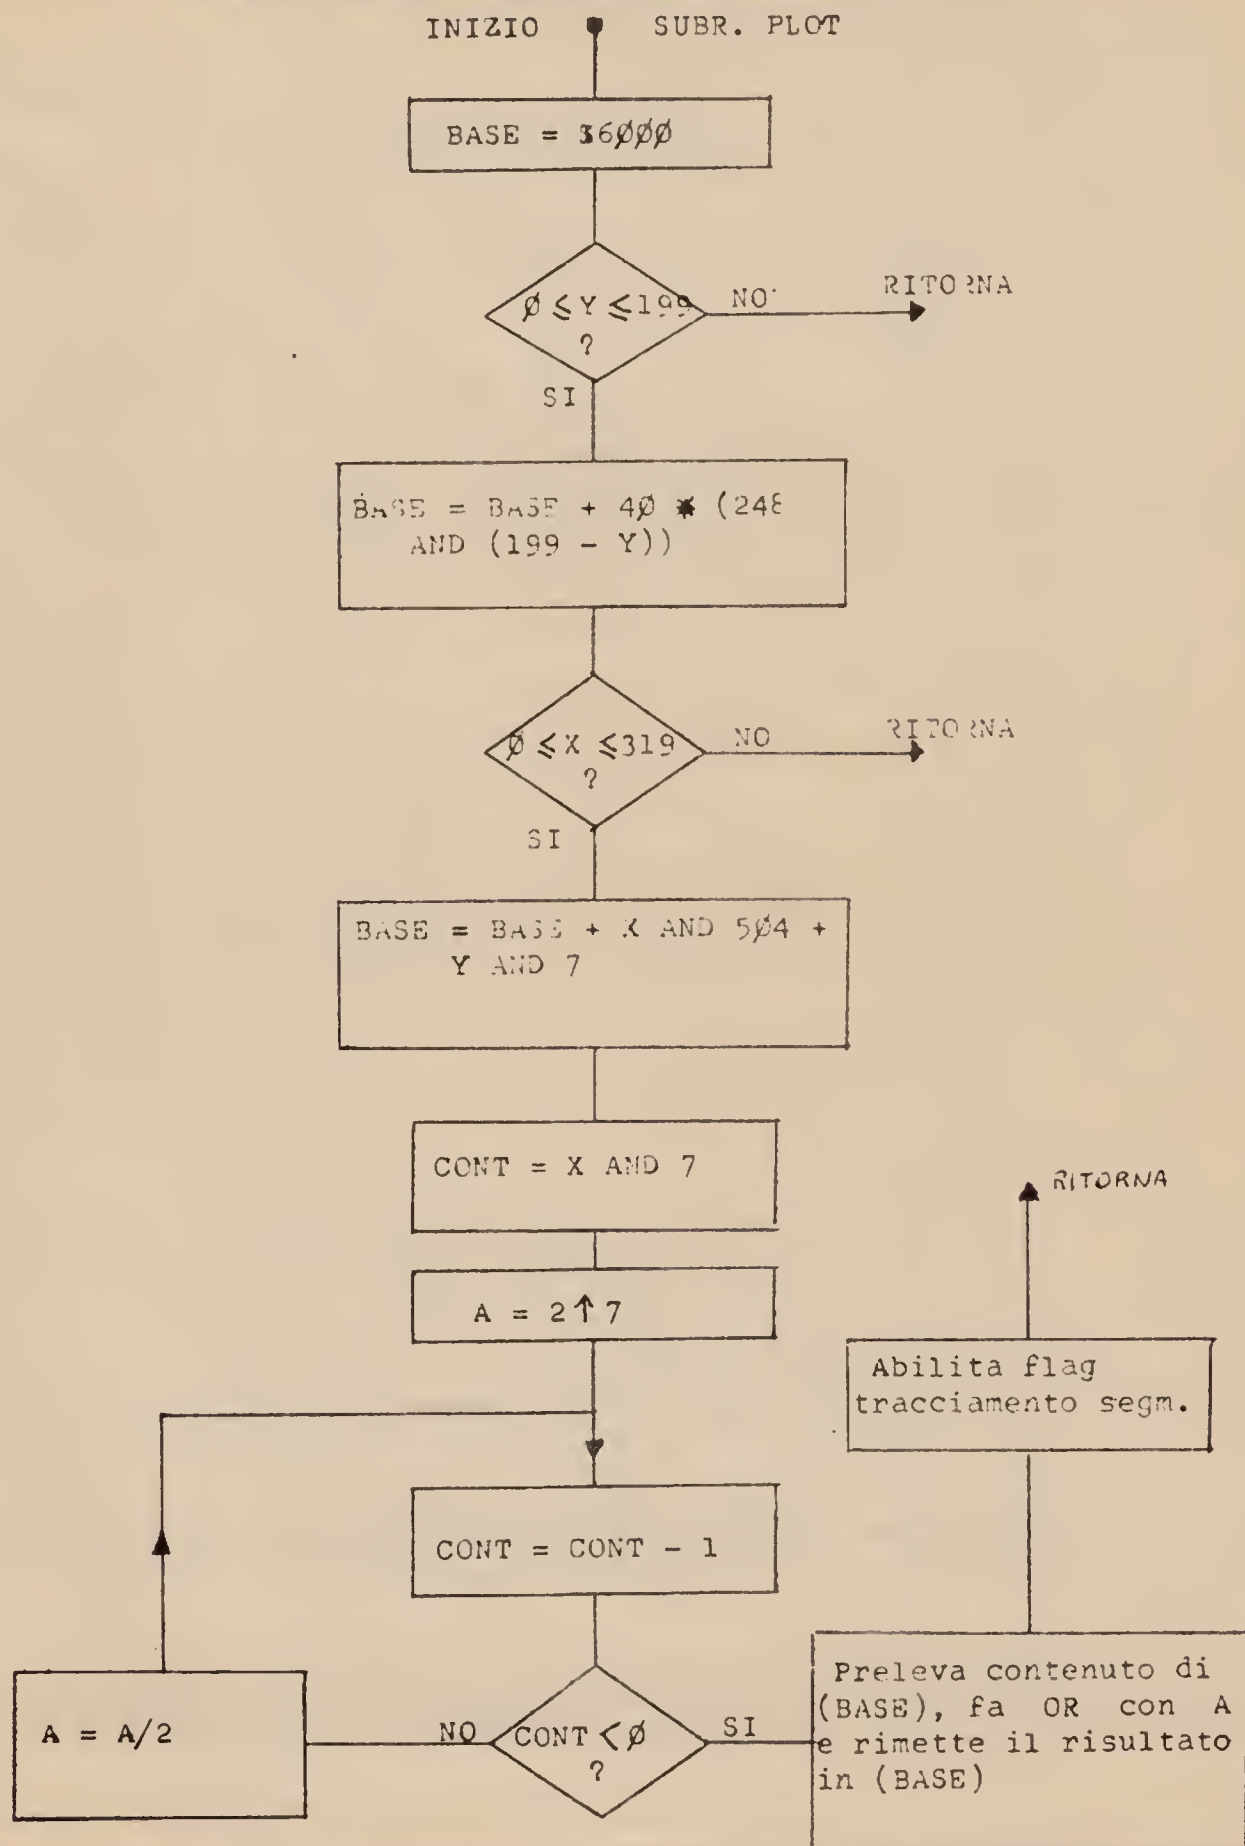 INIZIO SUBR. PLOT
BASE = 36ØØØ
Ø ≤ Y ≤ 199
?
NO
RITORNA
SI
BASE = BASE + 4Ø * (248
AND (199 - Y))
Ø ≤ X ≤ 319
?
NO
RITORNA
SI
BASE = BASE + X AND 5Ø4 +
Y AND 7
CONT = X AND 7
RITORNA
A = 2↑7
Abilita flag
tracciamento segm.
CONT = CONT - 1
A = A/2
NO
CONT < Ø
?
SI
Preleva contenuto di
(BASE), fa OR con A
e rimette il risultato
in (BASE)